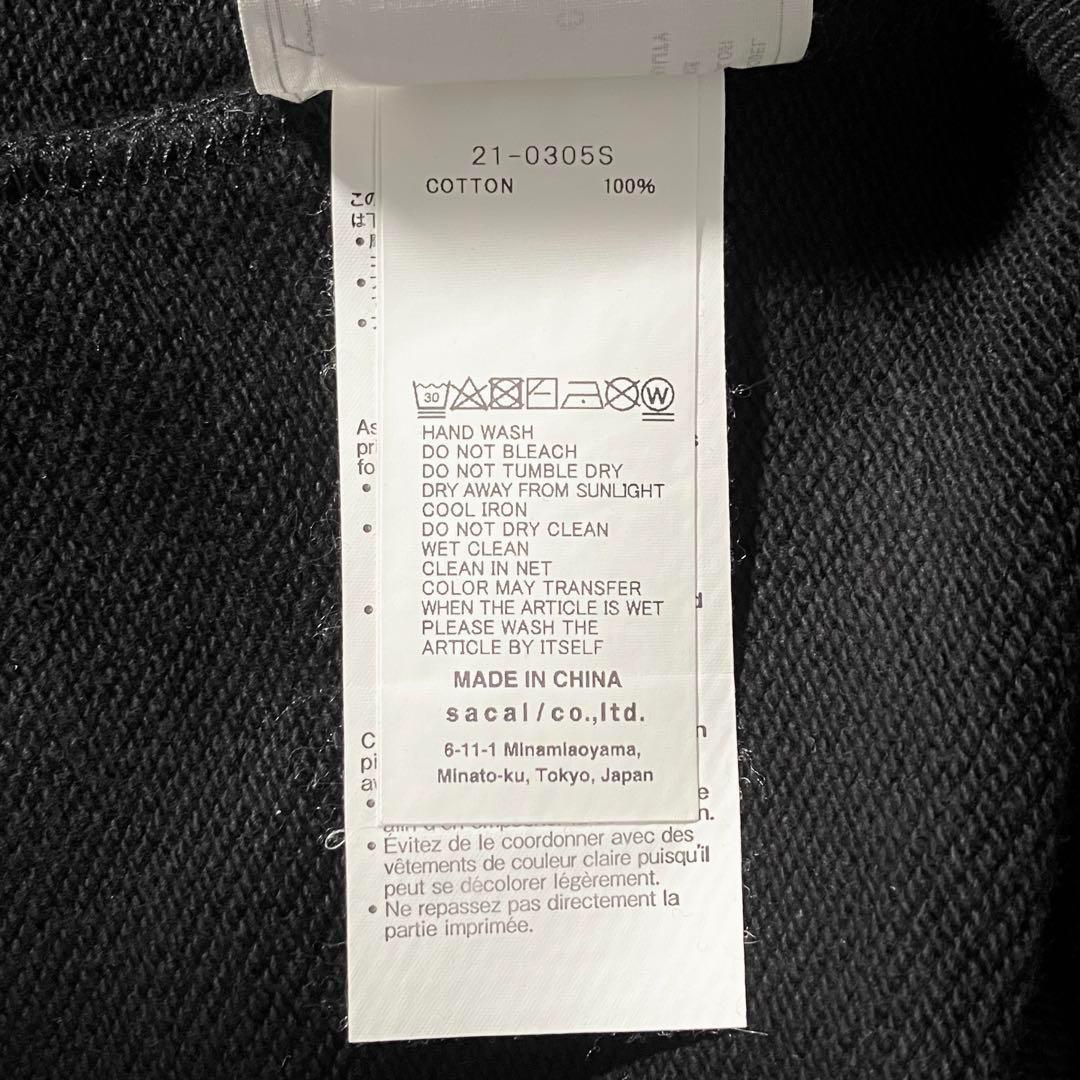 21-0305S
COTTON 100%
30
W
HAND WASH
DO NOT BLEACH
DO NOT TUMBLE DRY
DRY AWAY FROM SUNLIGHT
COOL IRON
DO NOT DRY CLEAN
WET CLEAN
CLEAN IN NET
COLOR MAY TRANSFER
WHEN THE ARTICLE IS WET
PLEASE WASH THE
ARTICLE BY ITSELF
MADE IN CHINA
sacai/co.,ltd.
6-11-1 Minamiaoyama,
Minato-ku, Tokyo, Japan
• Évitez de le coordonner avec des
vêtements de couleur claire puisqu'il
peut se décolorer légèrement.
• Ne repassez pas directement la
partie imprimée.